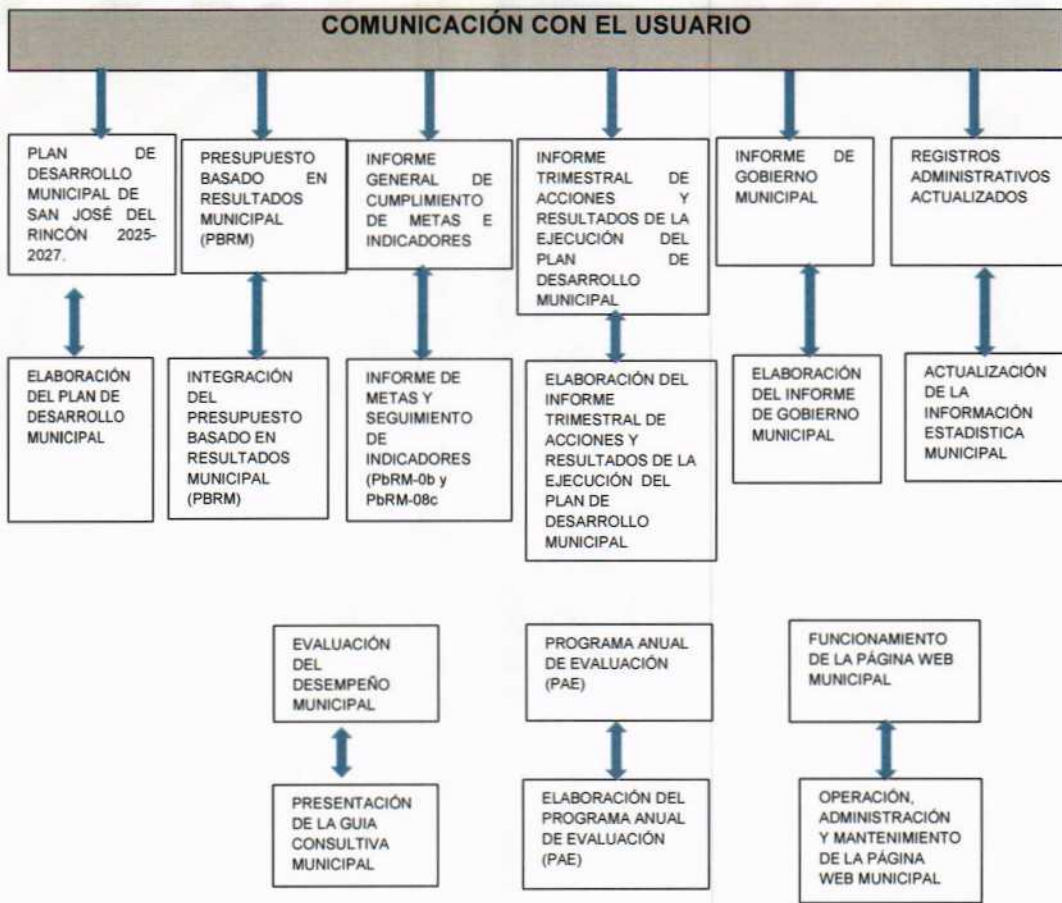 COMUNICACIÓN CON EL USUARIO
PLAN DE
DESARROLLO
MUNICIPAL DE
SAN JOSÉ DEL
RINCÓN 2025-
2027.
PRESUPUESTO
BASADO EN
RESULTADOS
MUNICIPAL
(PBRM)
INFORME
GENERAL DE
CUMPLIMIENTO
DE METAS E
INDICADORES
INFORME
TRIMESTRAL DE
ACCIONES Y
RESULTADOS DE LA
EJECUCIÓN DEL
PLAN DE
DESARROLLO
MUNICIPAL
INFORME DE
GOBIERNO
MUNICIPAL
REGISTROS
ADMINISTRATIVOS
ACTUALIZADOS
ELABORACIÓN
DEL PLAN DE
DESARROLLO
MUNICIPAL
INTEGRACIÓN
DEL
PRESUPUESTO
BASADO EN
RESULTADOS
MUNICIPAL
(PBRM)
INFORME DE
METAS Y
SEGUIMIENTO
DE
INDICADORES
(PbRM-0b y
PbRM-08c
ELABORACIÓN DEL
INFORME
TRIMESTRAL DE
ACCIONES Y
RESULTADOS DE LA
EJECUCIÓN DEL
PLAN DE
DESARROLLO
MUNICIPAL
ELABORACIÓN
DEL INFORME
DE GOBIERNO
MUNICIPAL
ACTUALIZACIÓN
DE LA
INFORMACIÓN
ESTADISTICA
MUNICIPAL
EVALUACIÓN
DEL
DESEMPEÑO
MUNICIPAL
PROGRAMA ANUAL
DE EVALUACIÓN
(PAE)
FUNCIONAMIENTO
DE LA PÁGINA WEB
MUNICIPAL
PRESENTACIÓN
DE LA GUIA
CONSULTIVA
MUNICIPAL
ELABORACIÓN DEL
PROGRAMA ANUAL
DE EVALUACIÓN
(PAE)
OPERACIÓN,
ADMINISTRACIÓN
Y MANTENIMIENTO
DE LA PÁGINA
WEB MUNICIPAL